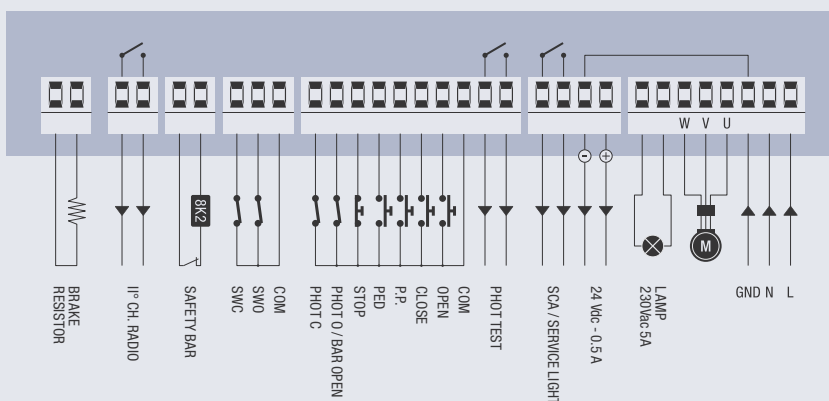 W V U
-
+
8K2
M
BRAKE
RESISTOR
II° CH. RADIO
SAFETY BAR
SWC
SWO
COM
PHOT C
PHOT O / BAR OPEN
STOP
PED
P.P.
CLOSE
OPEN
COM
PHOT TEST
SCA / SERVICE LIGHT
24 Vdc - 0.5 A
LAMP
230Vac 5A
GND N L